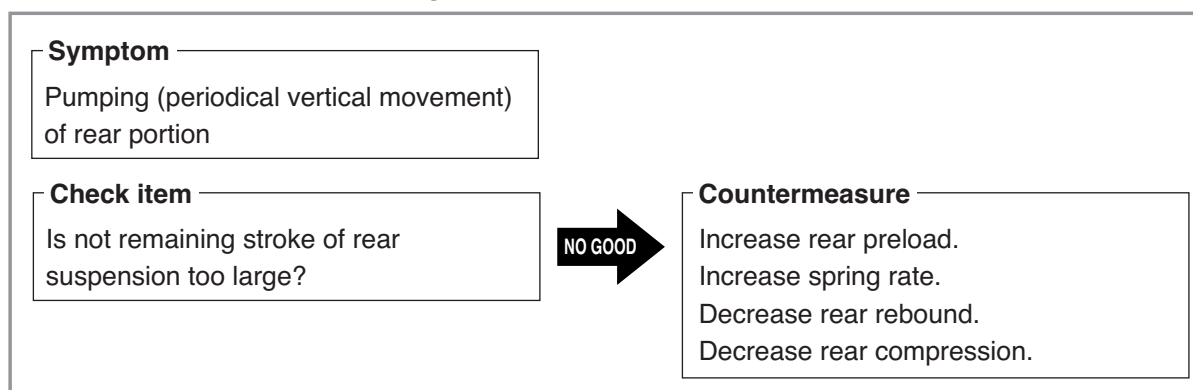 Symptom
Pumping (periodical vertical movement)
of rear portion
Check item
Is not remaining stroke of rear
suspension too large?
NO GOOD
Countermeasure
Increase rear preload.
Increase spring rate.
Decrease rear rebound.
Decrease rear compression.